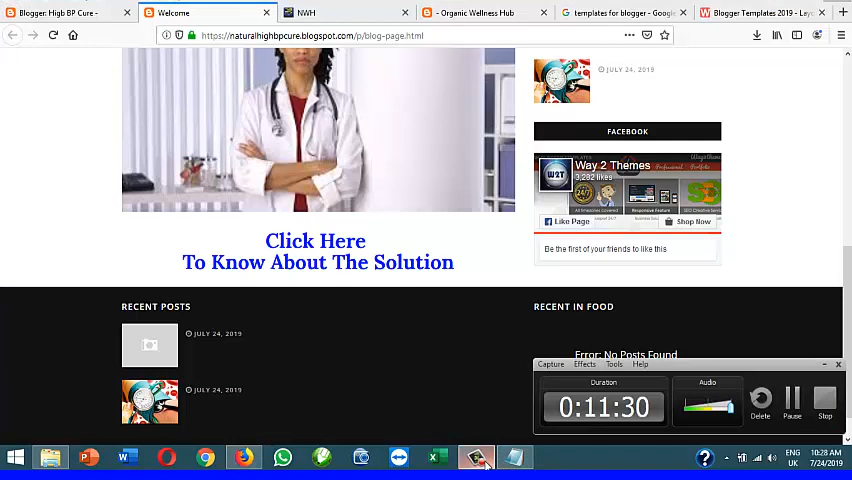 Blogger: Higb BP Cure -
Welcome
NWH
- Organic Wellness Hub
templates for blogger - Google
Blogger Templates 2019 - Lay
https://naturalhighbpcure.blogspot.com/p/blog-page.html
JULY 24, 2019
FACEBOOK
Way 2 Themes
3,282 likes
Like Page
Shop Now
Be the first of your friends to like this
Click Here
To Know About The Solution
RECENT POSTS
RECENT IN FOOD
JULY 24, 2019
Error: No Posts Found
JULY 24, 2019
Capture Effects Tools Help
Duration
Audio
0:11:30
Delete
Pause
Stop
ENG
UK
10:28 AM
7/24/2019